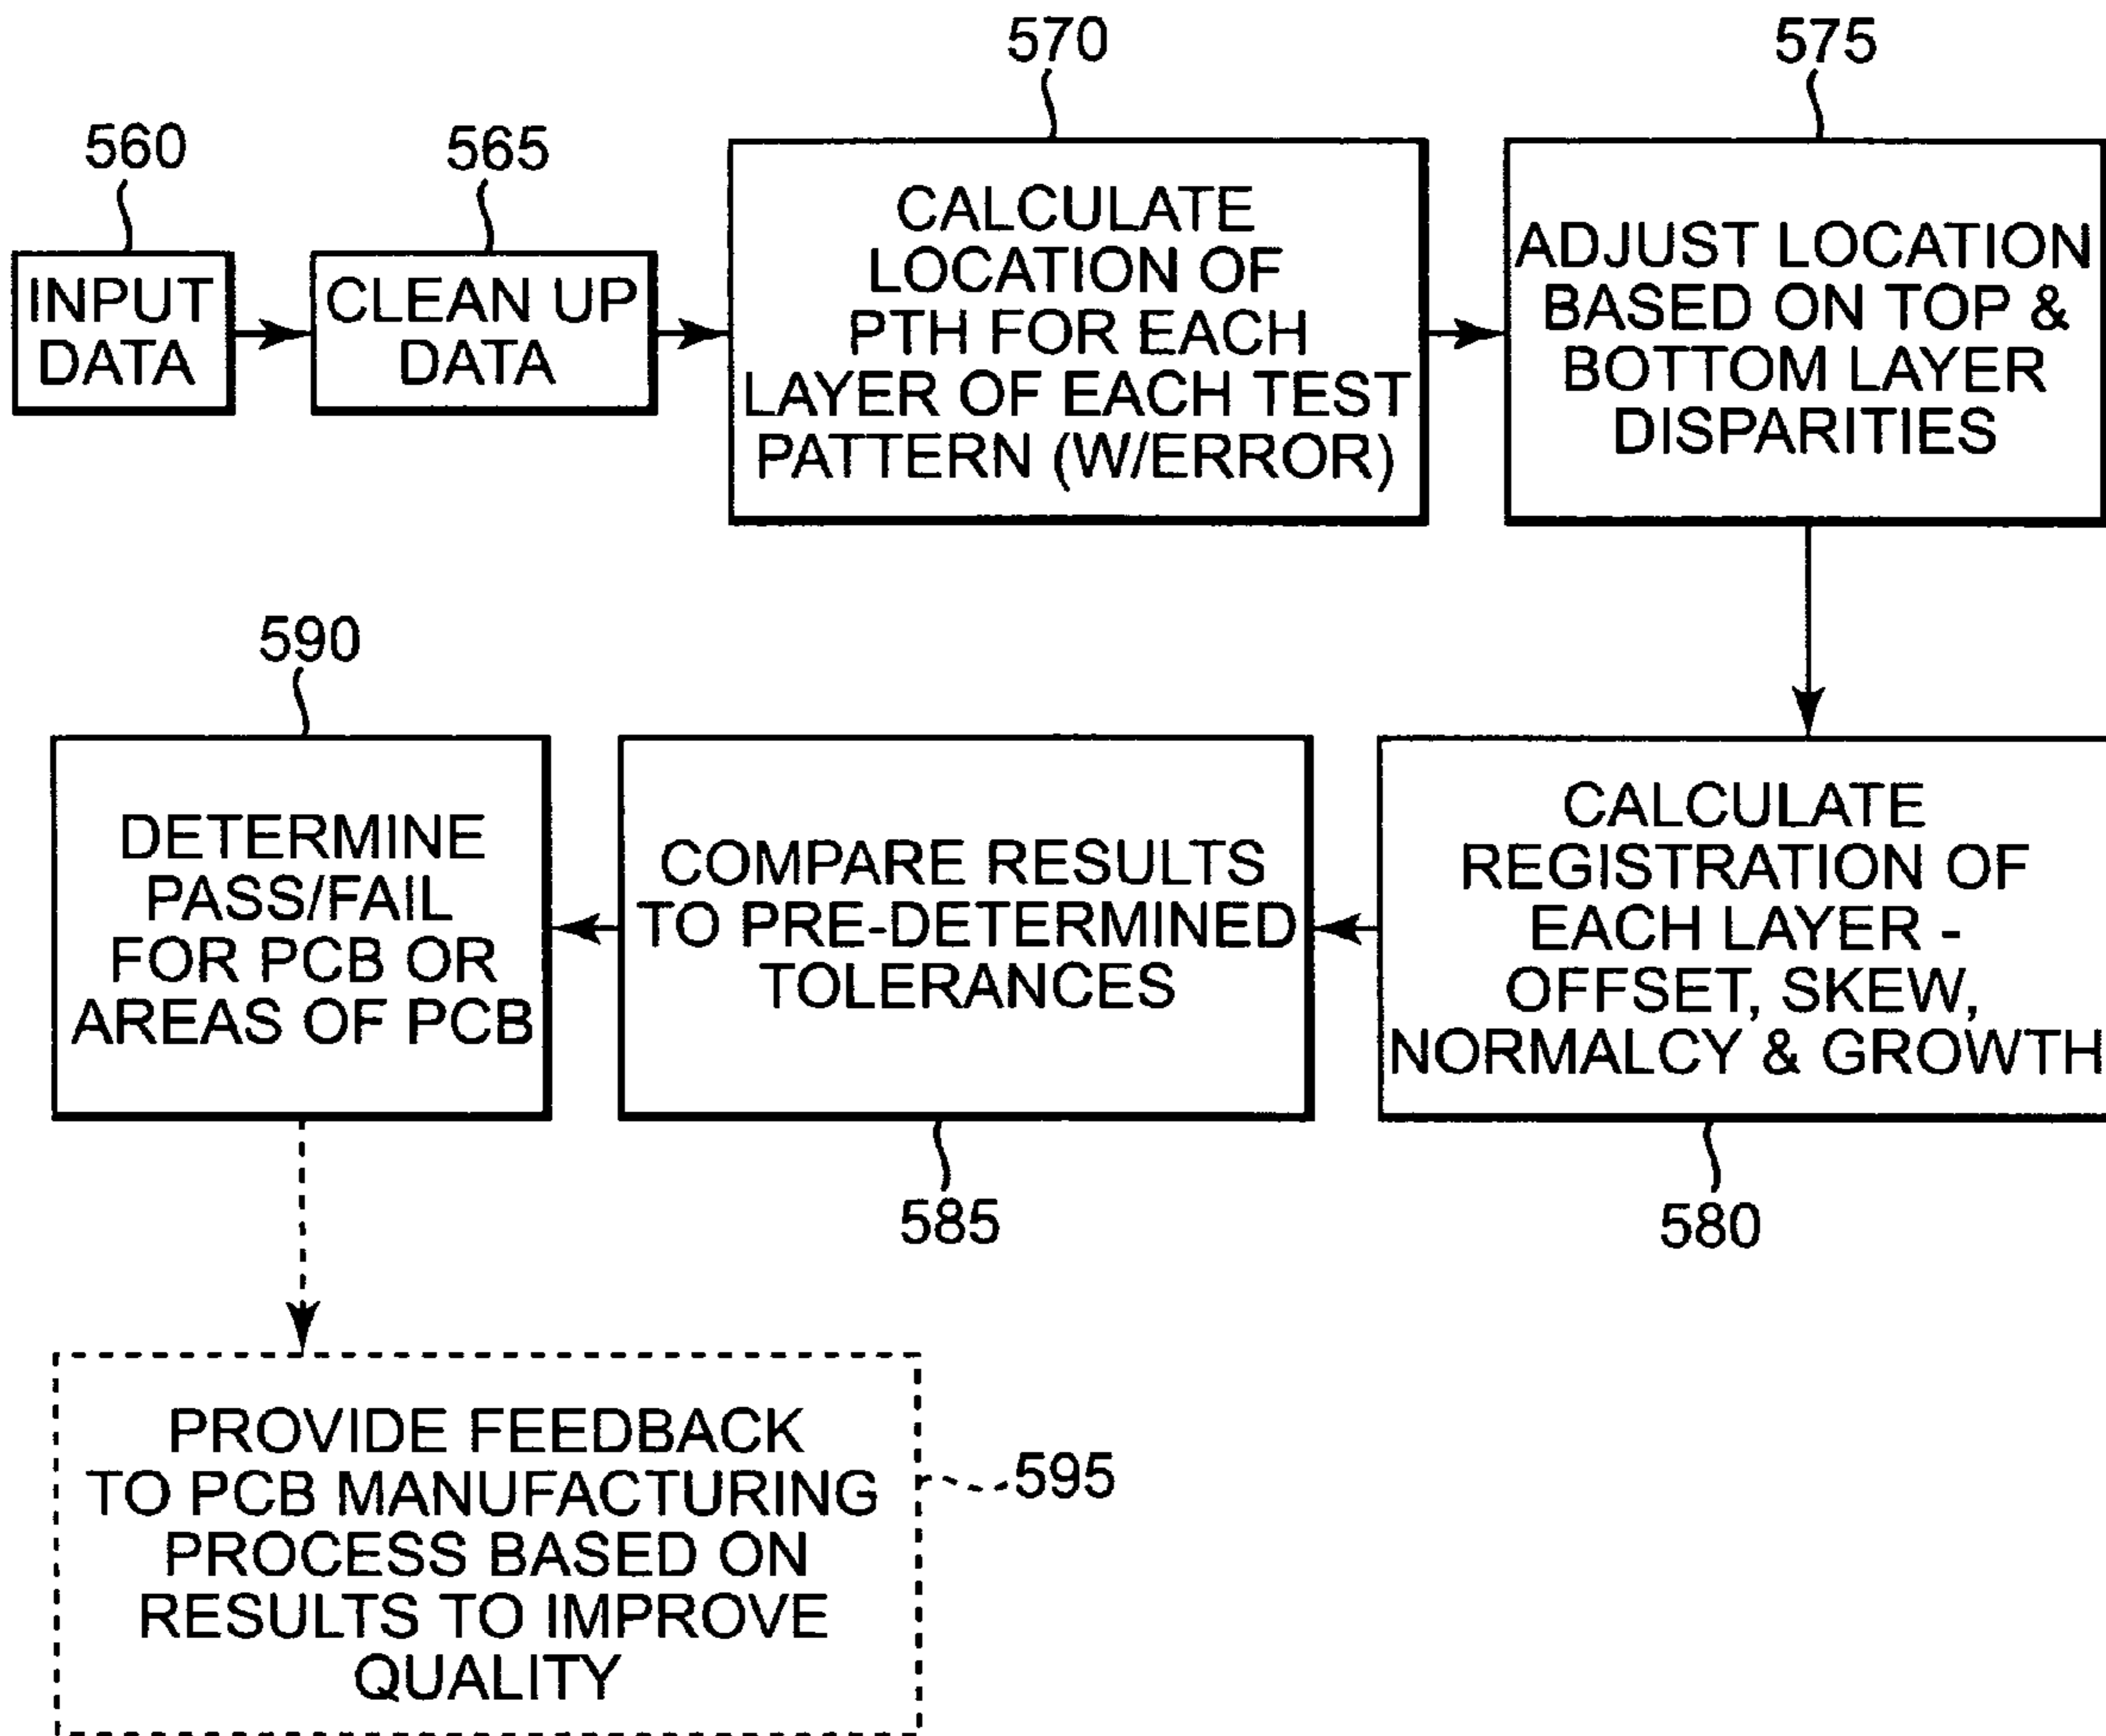 570
575
560
565
INPUT
DATA
CLEAN UP
DATA
CALCULATE
LOCATION OF
PTH FOR EACH
LAYER OF EACH TEST
PATTERN (W/ERROR)
ADJUST LOCATION
BASED ON TOP &
BOTTOM LAYER
DISPARITIES
590
DETERMINE
PASS/FAIL
FOR PCB OR
AREAS OF PCB
COMPARE RESULTS
TO PRE-DETERMINED
TOLERANCES
CALCULATE
REGISTRATION OF
EACH LAYER -
OFFSET, SKEW,
NORMALCY & GROWTH
585
580
PROVIDE FEEDBACK
TO PCB MANUFACTURING
PROCESS BASED ON
RESULTS TO IMPROVE
QUALITY
595